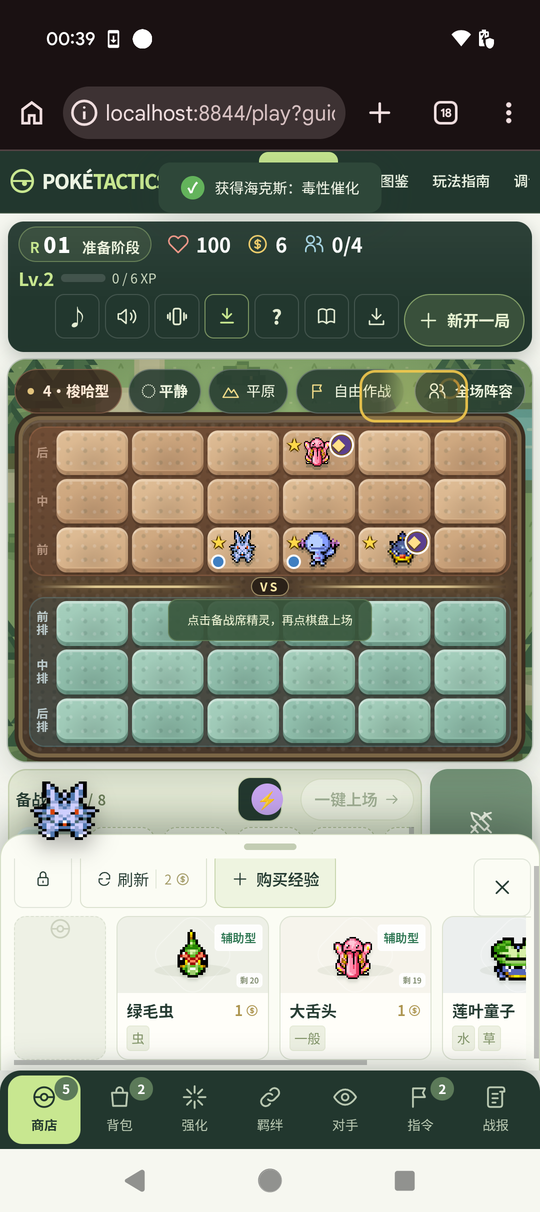 00:39
localhost:8844/play?guid
18
POKÉTACTICS
获得海克斯：毒性催化
图鉴
玩法指南
调
R 01 准备阶段
100
6
0/4
Lv.2
0 / 6 XP
?
新开一局
4・梭哈型
平静
平原
自由作战
全场阵容
后
中
前
VS
前排
点击备战席精灵，再点棋盘上场
中排
后排
备战
/ 8
一键上场 →
刷新 2
购买经验
辅助型
剩 20
绿毛虫 1
虫
辅助型
剩 19
大舌头 1
一般
莲叶童子
水 草
商店 5
背包 2
强化
羁绊
对手
指令 2
战报